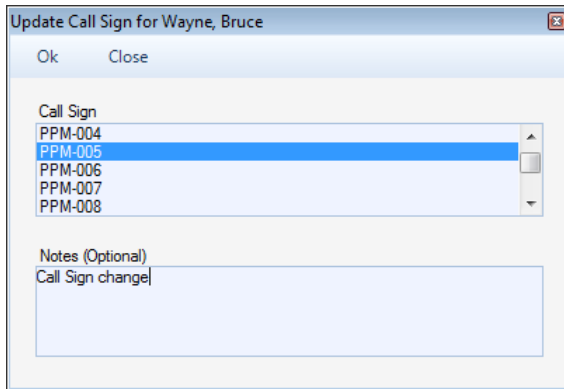 Update Call Sign for Wayne, Bruce
Ok Close
Call Sign
PPM-004
PPM-005
PPM-006
PPM-007
PPM-008
Notes (Optional)
Call Sign change